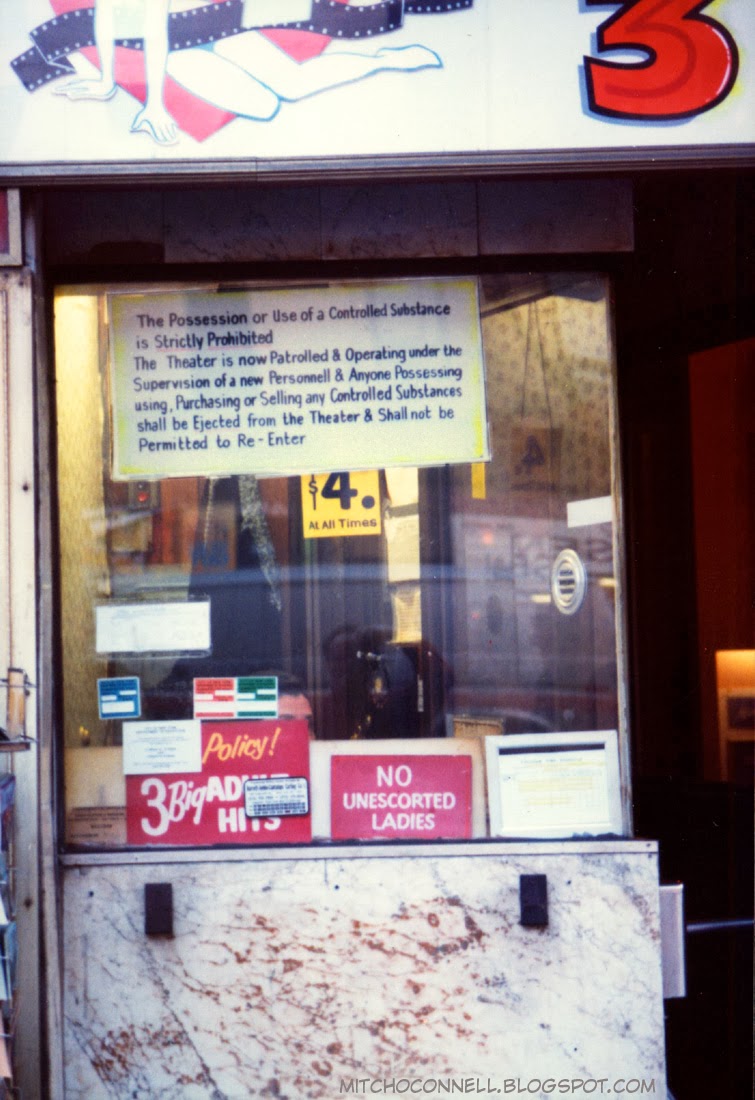 3
The Possession or Use of a Controlled Substance
is Strictly Prohibited
The Theater is now Patrolled & Operating under the
Supervision of a new Personnell & Anyone Possessing
using, Purchasing or Selling any Controlled Substances
shall be Ejected from the Theater & Shall not be
Permitted to Re-Enter
$4.
At All Times
Policy!
3 Big ADULT
HITS
NO
UNESCORTED
LADIES
MITCHOCONNELL.BLOGSPOT.COM